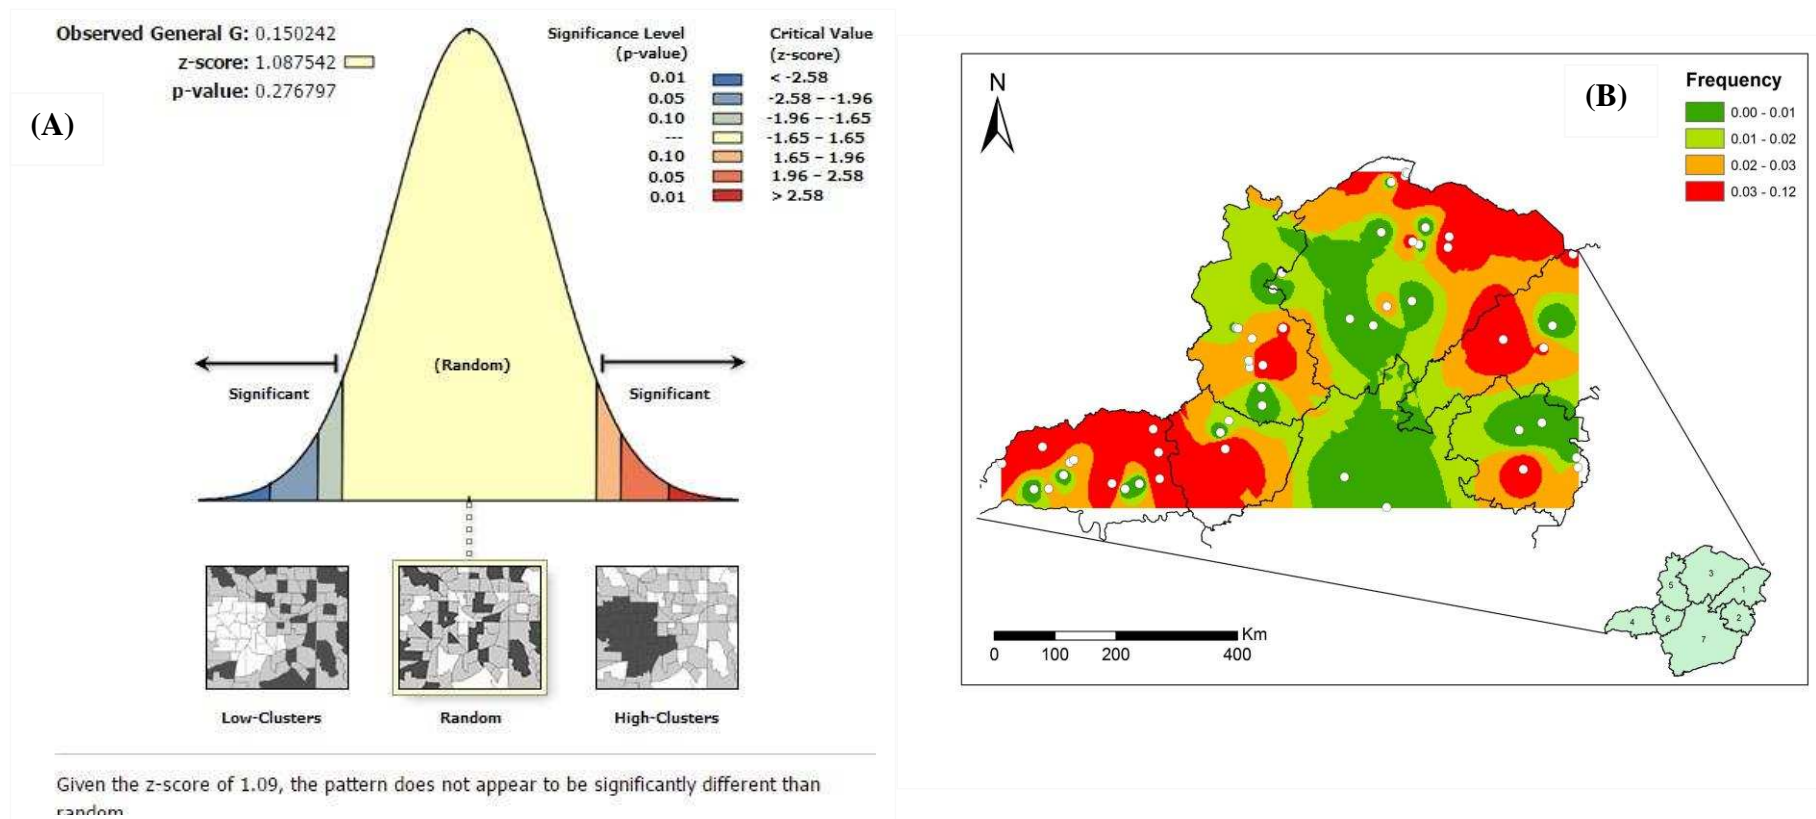 Observed General G: 0.150242
z-score: 1.087542
p-value: 0.276797
(A)
Significance Level Critical Value
(p-value) (z-score)
0.01 < -2.58
0.05 -2.58 - -1.96
0.10 -1.96 - -1.65
--- -1.65 - 1.65
0.10 1.65 - 1.96
0.05 1.96 - 2.58
0.01 > 2.58
(Random)
Significant Significant
Low-Clusters Random High-Clusters
Given the z-score of 1.09, the pattern does not appear to be significantly different than
random
(B)
N
Frequency
0.00 - 0.01
0.01 - 0.02
0.02 - 0.03
0.03 - 0.12
Km
0 100 200 400
3
5
1
4
6
2
7